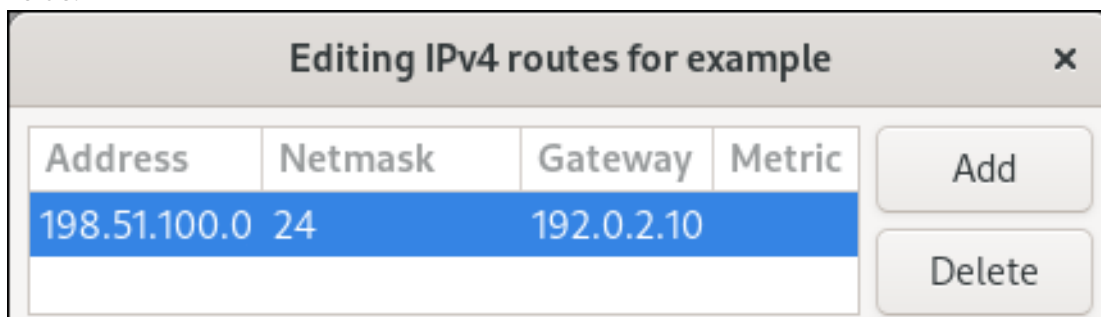 Editing IPv4 routes for example ×
Address Netmask Gateway Metric Add
198.51.100.0 24 192.0.2.10
Delete